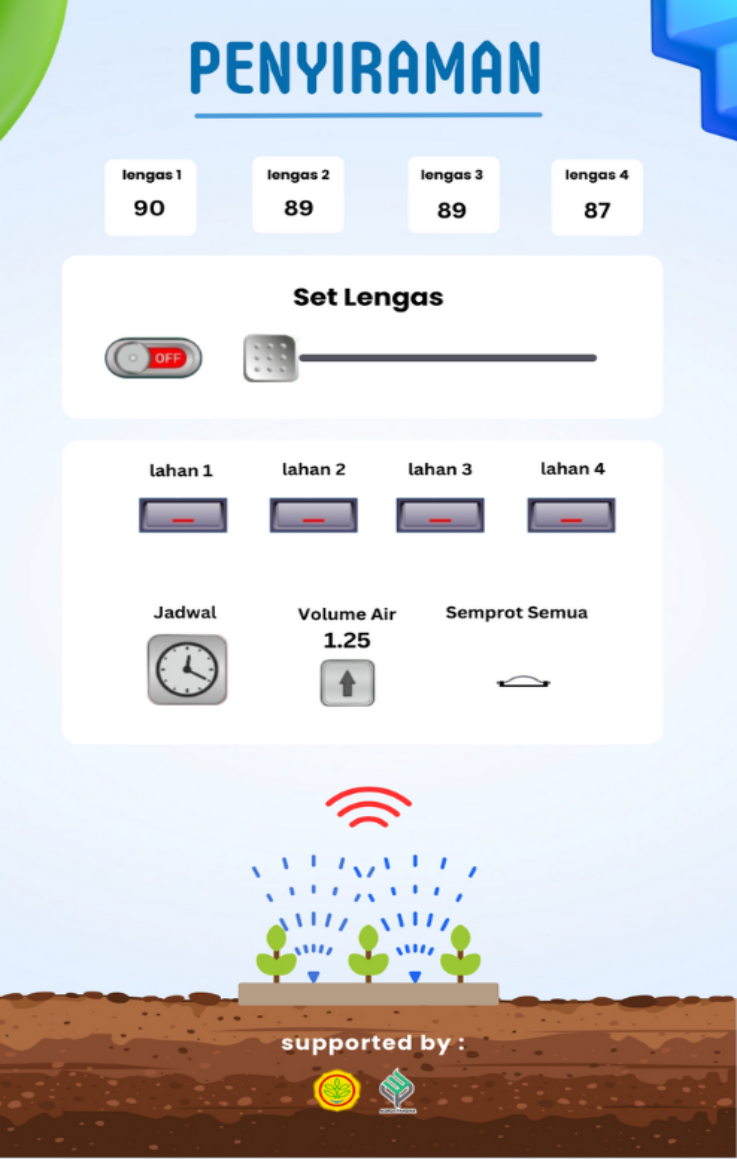 PENYIRAMAN
lengas 1 lengas 2 lengas 3 lengas 4
90 89 89 87
Set Lengas
OFF
lahan 1 lahan 2 lahan 3 lahan 4
Jadwal Volume Air Semprot Semua
1.25
supported by :